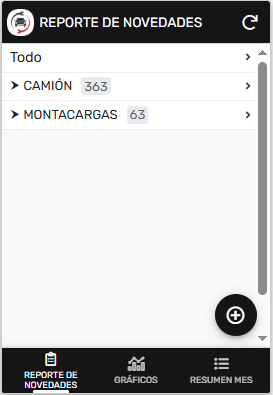 REPORTE DE NOVEDADES
Todo
CAMIÓN 363
MONTACARGAS 63
REPORTE DE
NOVEDADES
GRÁFICOS
RESUMEN MES